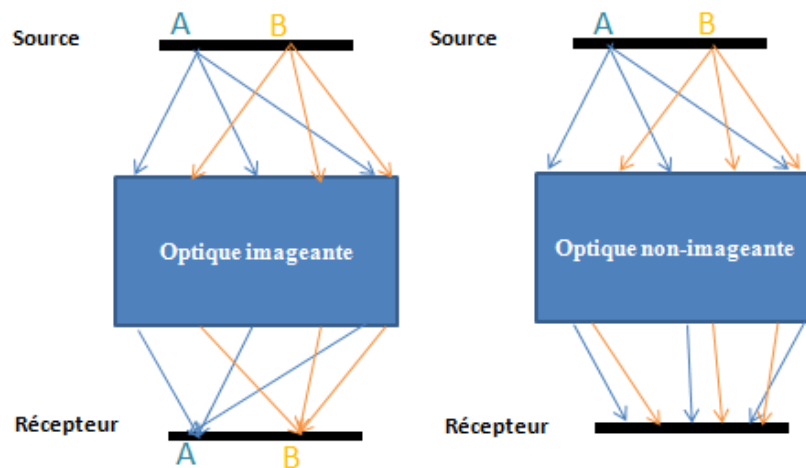 A B
Source
Optique imageante
Récepteur
A B
A B
Source
Optique non-imageante
Récepteur